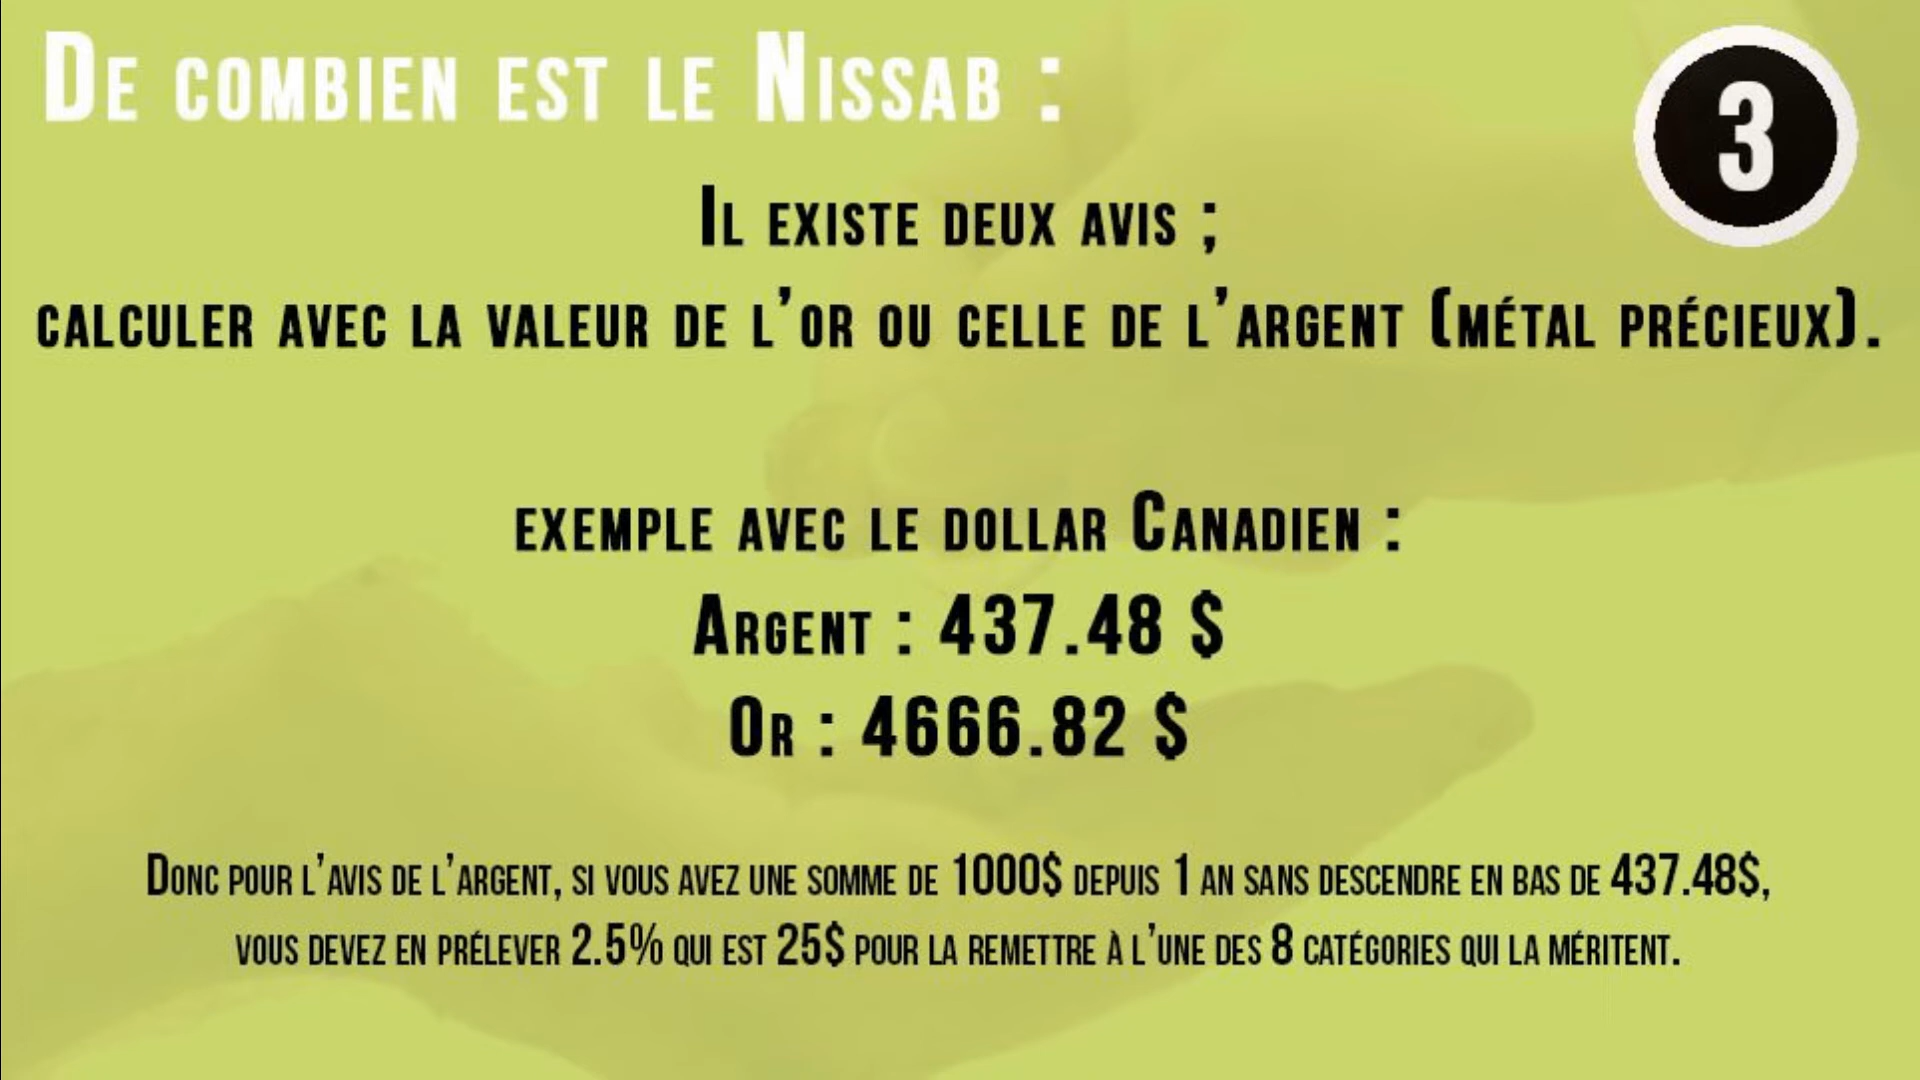 De combien est le Nissab :
3
Il existe deux avis ;
calculer avec la valeur de l'or ou celle de l'argent (métal précieux).
exemple avec le dollar Canadien :
Argent : 437.48 $
Or : 4666.82 $
Donc pour l'avis de l'argent, si vous avez une somme de 1000$ depuis 1 an sans descendre en bas de 437.48$,
vous devez en prélever 2.5% qui est 25$ pour la remettre à l'une des 8 catégories qui la méritent.